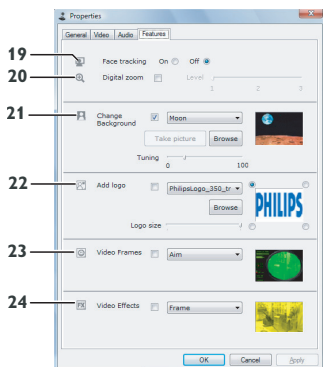 Properties
General Video Audio Features
19 Face tracking On Off
20 Digital zoom Level
1 2 3
21 Change Background Moon
Take picture Browse
Tuning
0 100
22 Add logo PhilipsLogo_350_tr
Browse
PHILIPS
Logo size
23 Video Frames Aim
24 FX Video Effects Frame
OK Cancel Apply